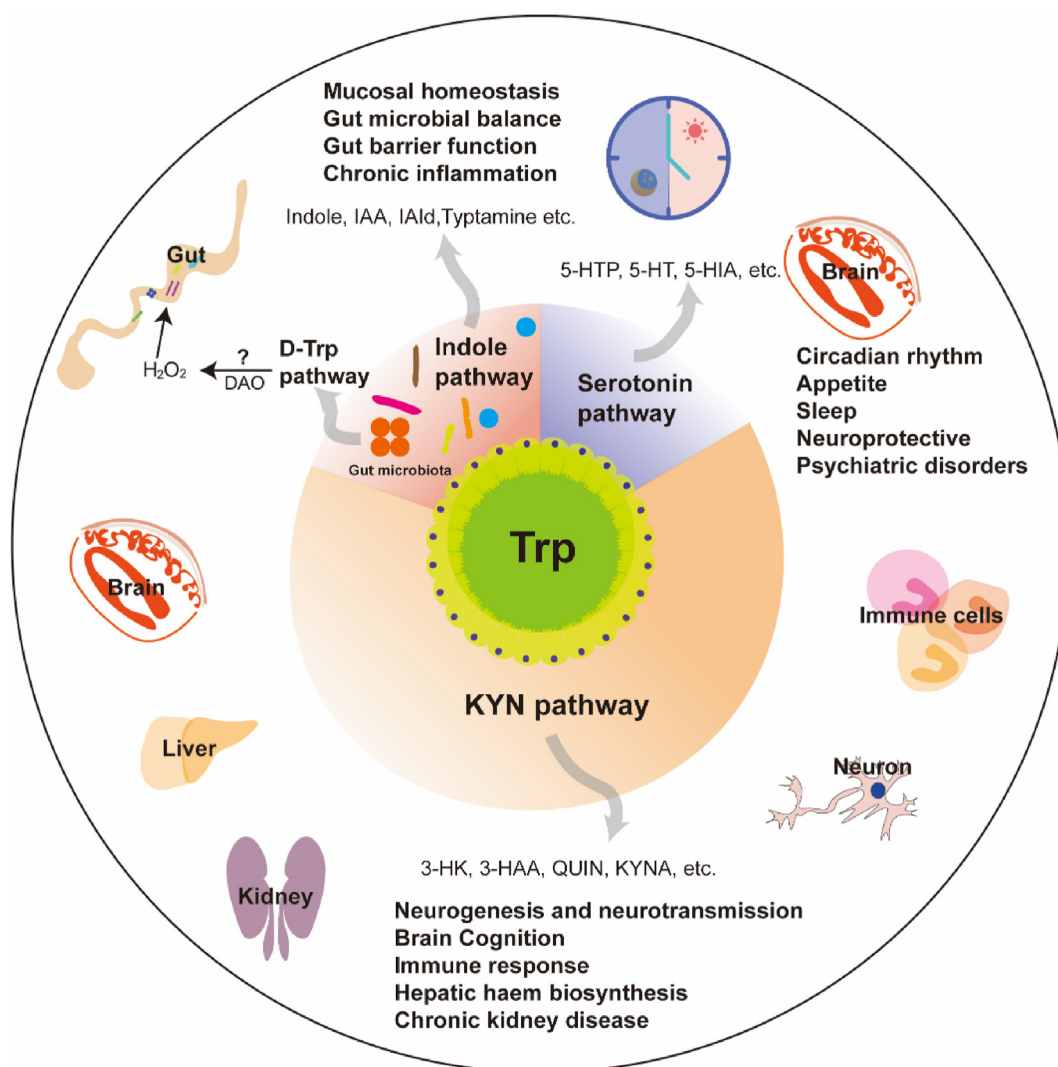 Mucosal homeostasis
Gut microbial balance
Gut barrier function
Chronic inflammation
Indole, IAA, IAld,Typtamine etc.
5-HTP, 5-HT, 5-HIA, etc.
Brain
Circadian rhythm
Appetite
Sleep
Neuroprotective
Psychiatric disorders
Gut
H₂O₂
?
DAO
D-Trp
pathway
Indole
pathway
Gut microbiota
Serotonin
pathway
Trp
KYN pathway
Brain
Immune cells
Liver
Neuron
Kidney
3-HK, 3-HAA, QUIN, KYNA, etc.
Neurogenesis and neurotransmission
Brain Cognition
Immune response
Hepatic haem biosynthesis
Chronic kidney disease